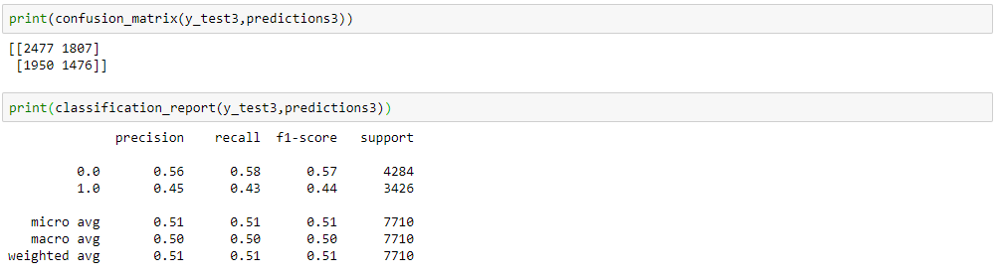 print(confusion_matrix(y_test3,predictions3))
[[2477 1807]
 [1950 1476]]
print(classification_report(y_test3,predictions3))
              precision    recall  f1-score   support
         0.0       0.56      0.58      0.57      4284
         1.0       0.45      0.43      0.44      3426
   micro avg       0.51      0.51      0.51      7710
   macro avg       0.50      0.50      0.50      7710
weighted avg       0.51      0.51      0.51      7710